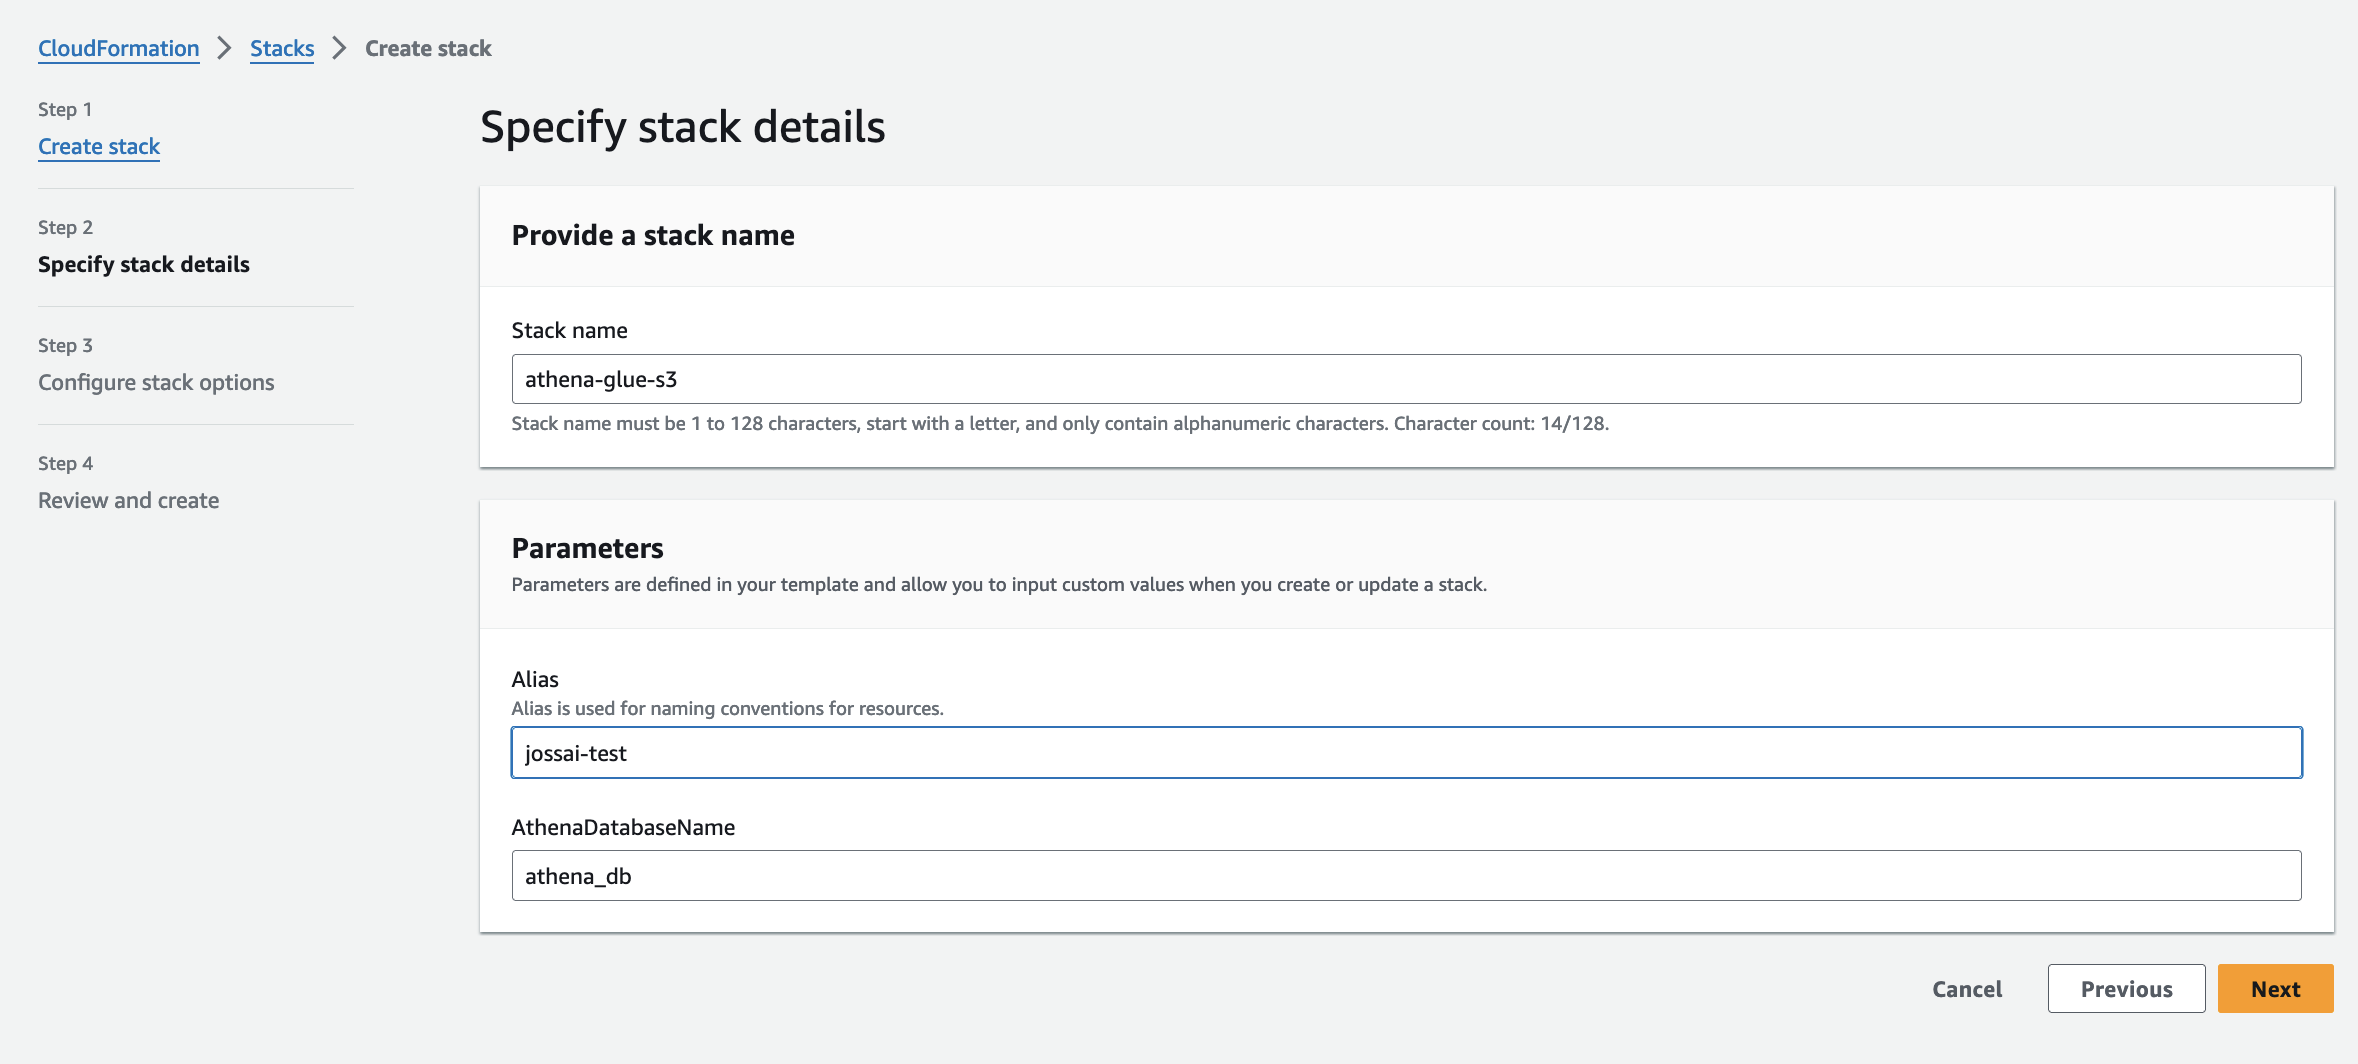 CloudFormation > Stacks > Create stack
Step 1
Create stack
Step 2
Specify stack details
Step 3
Configure stack options
Step 4
Review and create
Specify stack details
Provide a stack name
Stack name
athena-glue-s3
Stack name must be 1 to 128 characters, start with a letter, and only contain alphanumeric characters. Character count: 14/128.
Parameters
Parameters are defined in your template and allow you to input custom values when you create or update a stack.
Alias
Alias is used for naming conventions for resources.
jossai-test
AthenaDatabaseName
athena_db
Cancel Previous Next